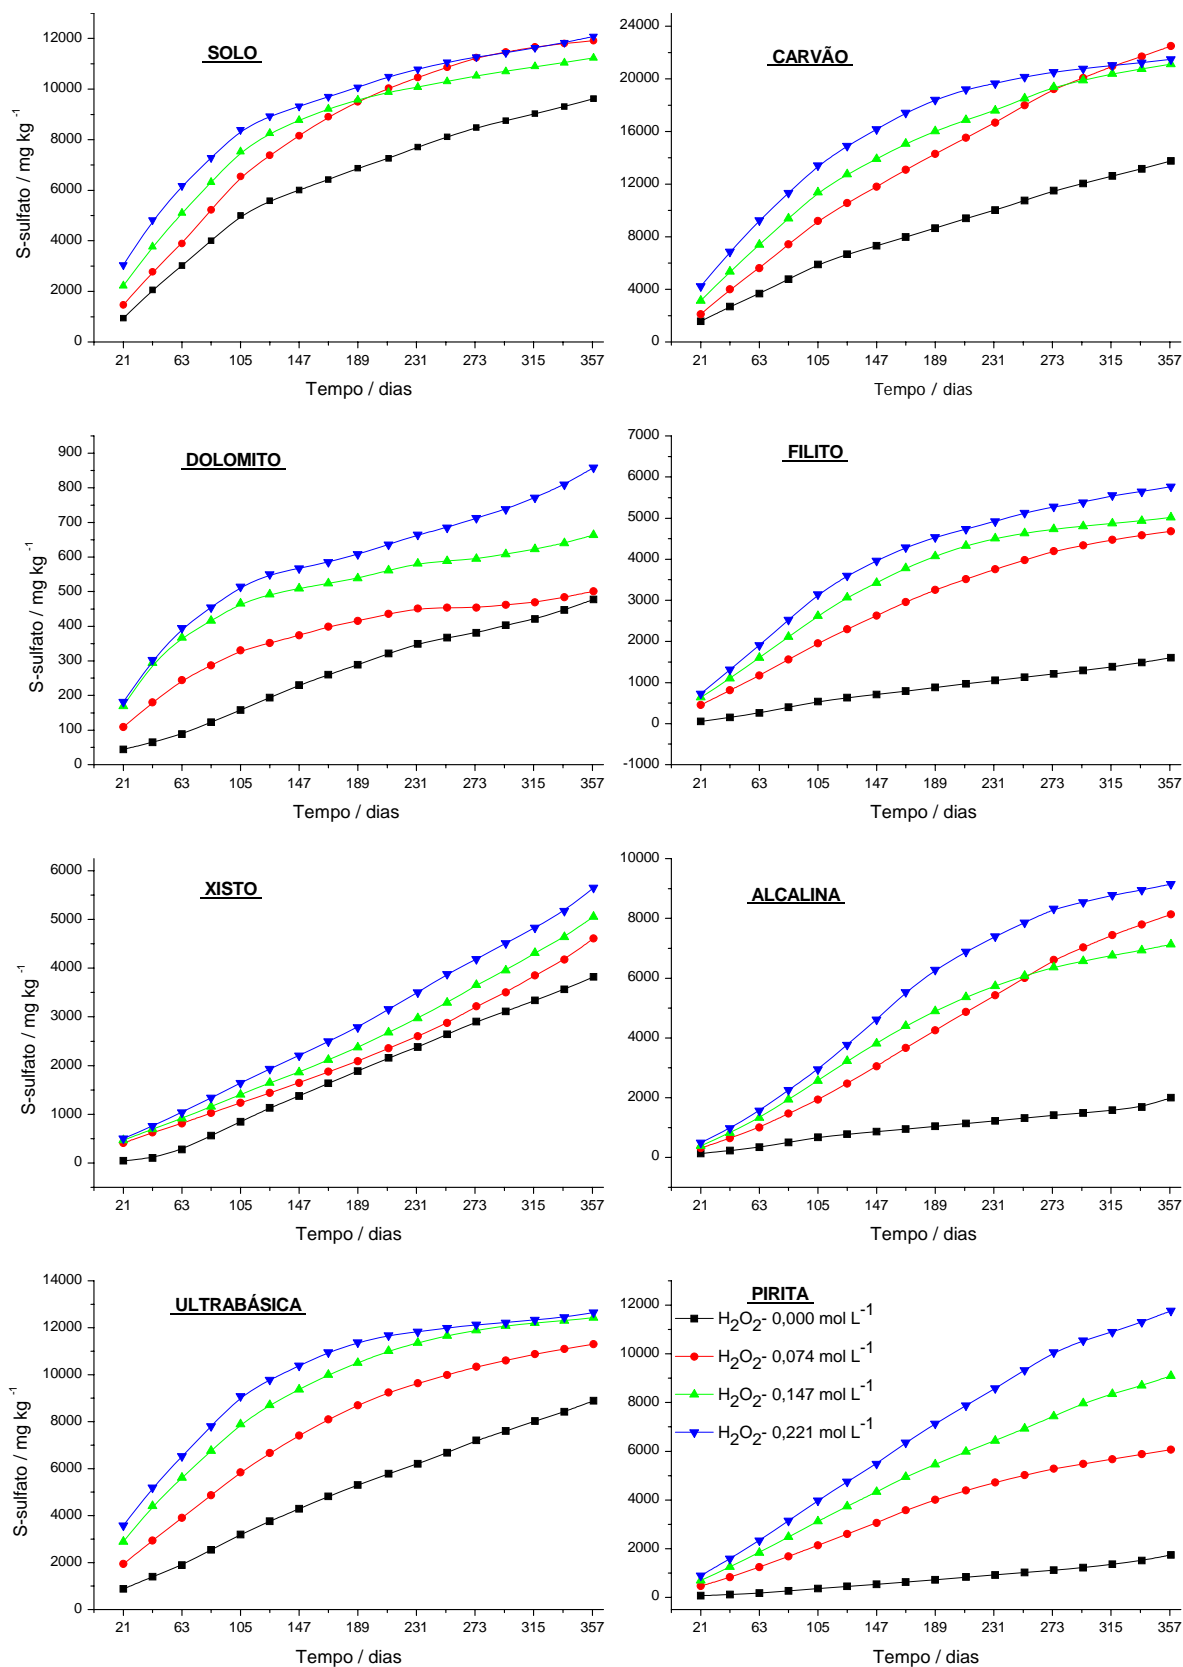 SOLO
12000
10000
8000
6000
4000
2000
0
S-sulfato / mg kg -1
21 63 105 147 189 231 273 315 357
Tempo / dias
CARVÃO
24000
20000
16000
12000
8000
4000
0
21 63 105 147 189 231 273 315 357
Tempo / dias
DOLOMITO
900
800
700
600
500
400
300
200
100
0
S-sulfato / mg kg -1
21 63 105 147 189 231 273 315 357
Tempo / dias
FILITO
7000
6000
5000
4000
3000
2000
1000
0
-1000
21 63 105 147 189 231 273 315 357
Tempo / dias
XISTO
6000
5000
4000
3000
2000
1000
0
S-sulfato / mg kg -1
21 63 105 147 189 231 273 315 357
Tempo / dias
ALCALINA
10000
8000
6000
4000
2000
0
21 63 105 147 189 231 273 315 357
Tempo / dias
ULTRABÁSICA
14000
12000
10000
8000
6000
4000
2000
0
S-sulfato / mg kg -1
21 63 105 147 189 231 273 315 357
Tempo / dias
PIRITA
H2O2- 0,000 mol L-1
H2O2- 0,074 mol L-1
H2O2- 0,147 mol L-1
H2O2- 0,221 mol L-1
12000
10000
8000
6000
4000
2000
0
21 63 105 147 189 231 273 315 357
Tempo / dias